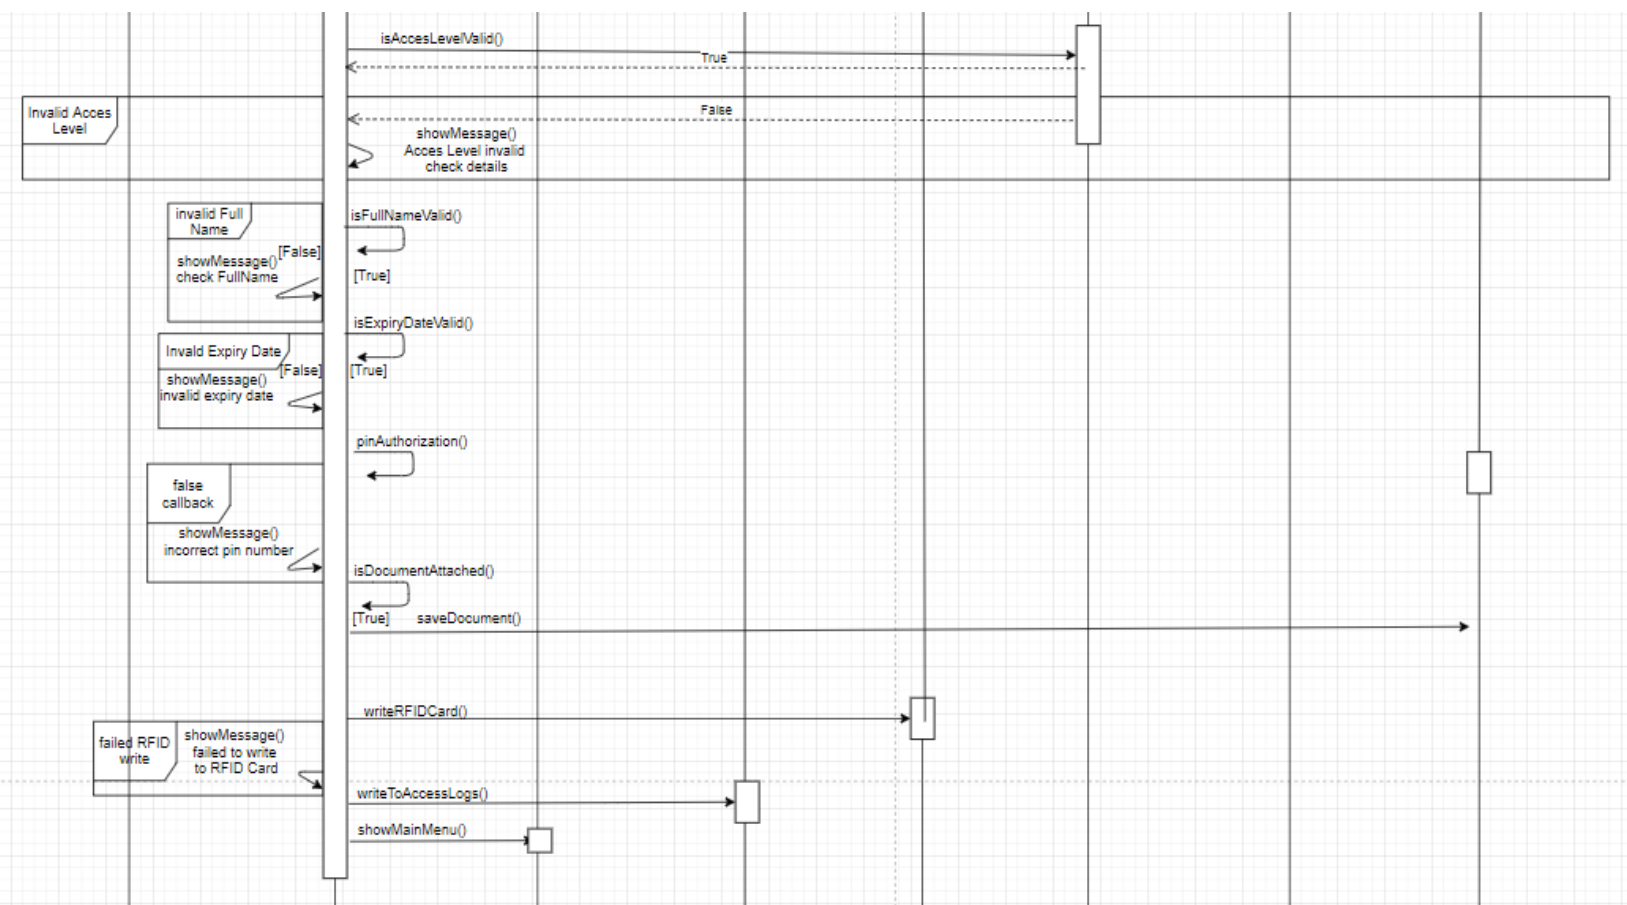 isAccesLevelValid()
True
Invalid Acces
Level
False
showMessage()
Acces Level invalid
check details
invalid Full
Name
isFullNameValid()
[False]
showMessage()
check FullName
[True]
isExpiryDateValid()
Invald Expiry Date
[False]
[True]
showMessage()
invalid expiry date
pinAuthorization()
false
callback
showMessage()
incorrect pin number
isDocumentAttached()
[True]
saveDocument()
writeRFIDCard()
failed RFID
write
showMessage()
failed to write
to RFID Card
writeToAccessLogs()
showMainMenu()